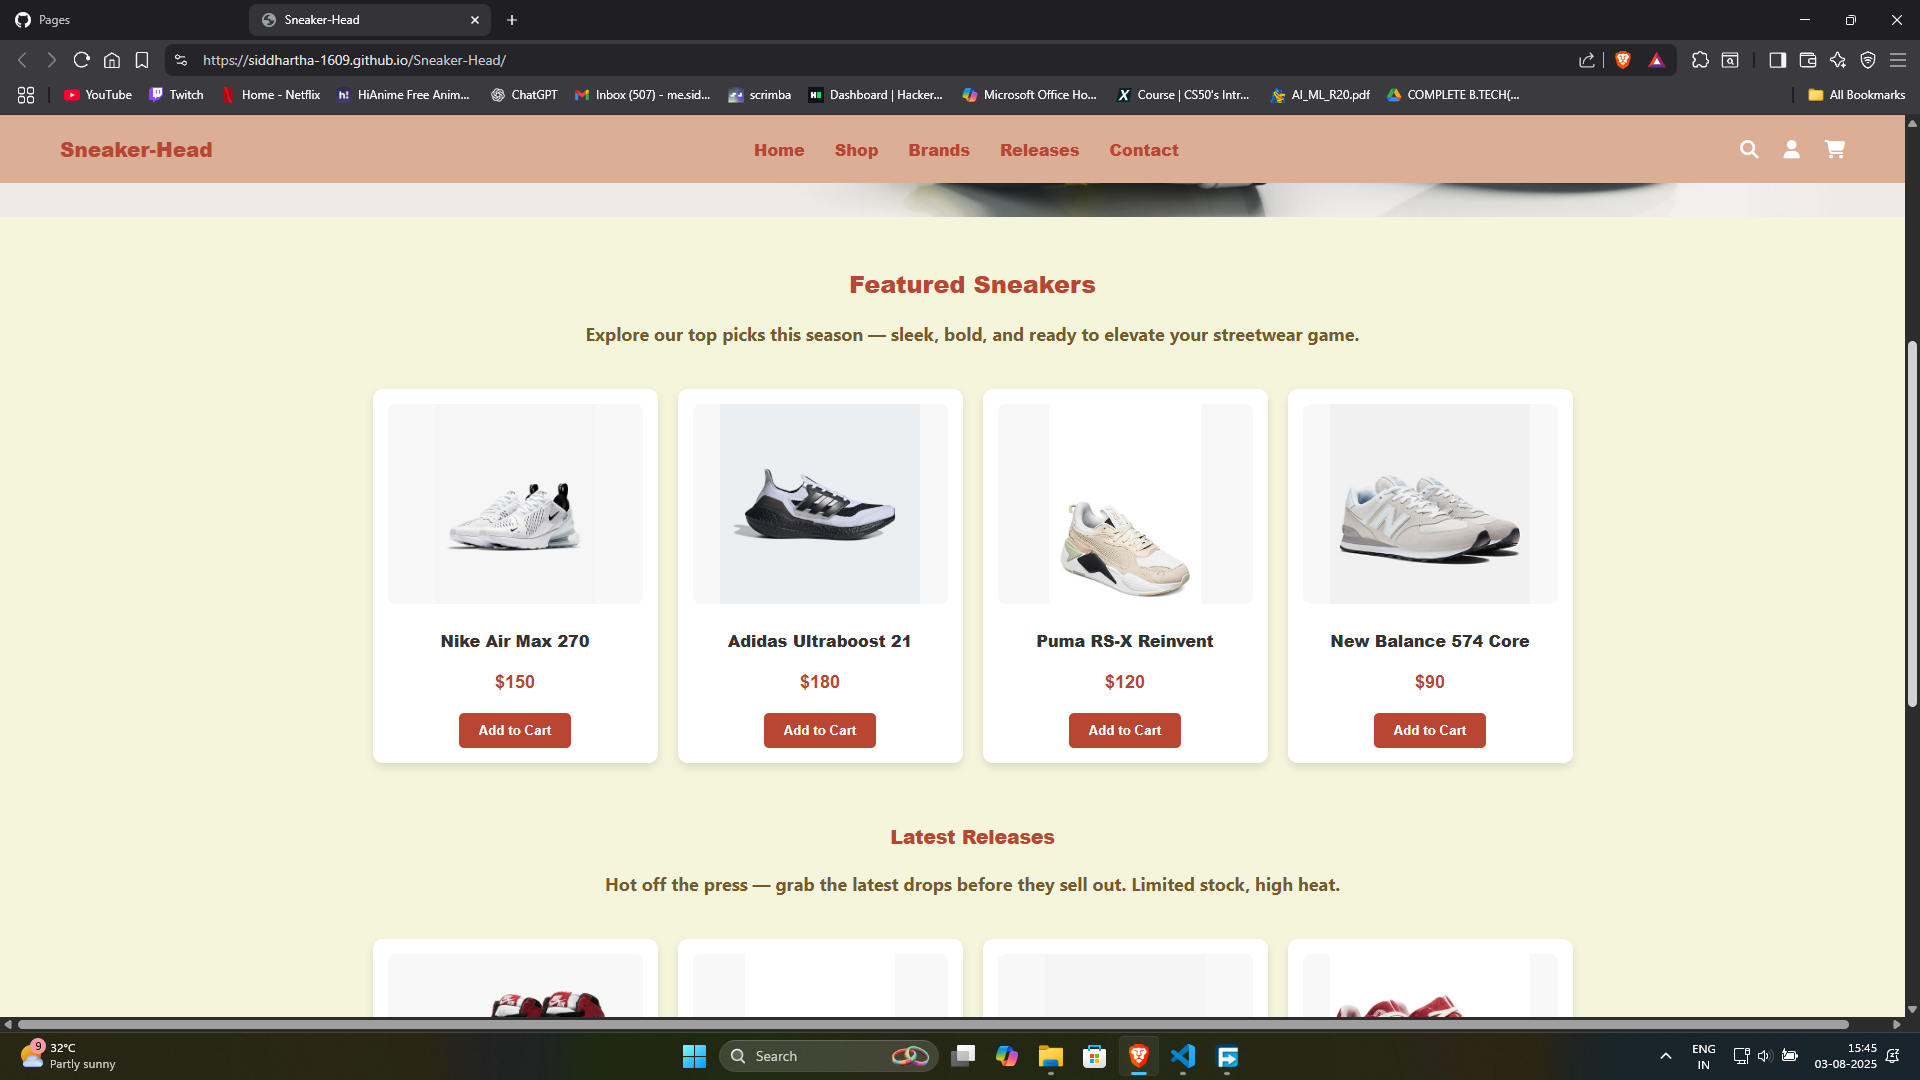 Pages
Sneaker-Head
https://siddhartha-1609.github.io/Sneaker-Head/
YouTube
Twitch
Home - Netflix
h!
HiAnime Free Anim...
ChatGPT
Inbox (507) - me.sid...
scrimba
H
Dashboard | Hacker...
Microsoft Office Ho...
X
Course | CS50's Intr...
AI_ML_R20.pdf
COMPLETE B.TECH(...
All Bookmarks
Sneaker-Head
Home
Shop
Brands
Releases
Contact
Featured Sneakers
Explore our top picks this season — sleek, bold, and ready to elevate your streetwear game.
Nike Air Max 270
$150
Add to Cart
Adidas Ultraboost 21
$180
Add to Cart
Puma RS-X Reinvent
$120
Add to Cart
New Balance 574 Core
$90
Add to Cart
Latest Releases
Hot off the press — grab the latest drops before they sell out. Limited stock, high heat.
9
32°C
Partly sunny
Search
ENG
IN
15:45
03-08-2025